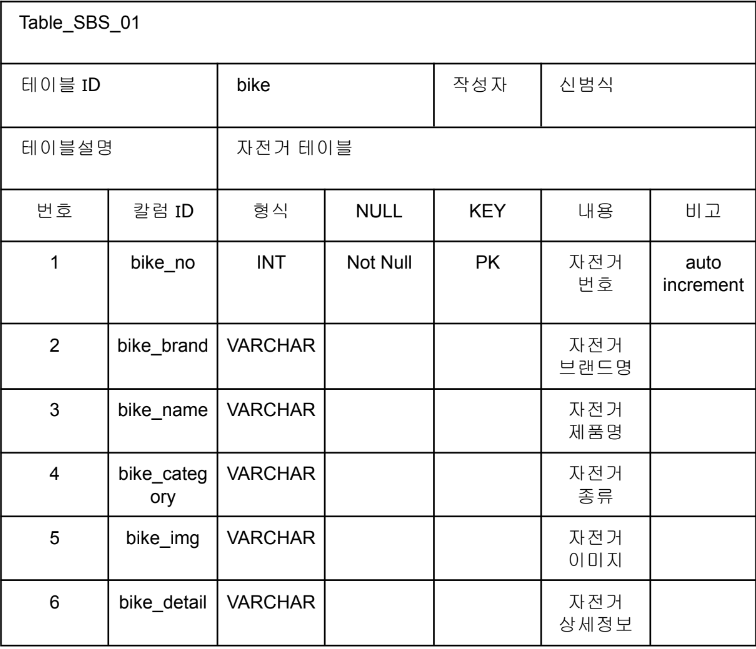 Table_SBS_01
테이블 ID bike 작성자 신범식
테이블설명 자전거 테이블
번호 칼럼 ID 형식 NULL KEY 내용 비고
1 bike_no INT Not Null PK 자전거 auto
번호 increment
2 bike_brand VARCHAR 자전거
브랜드명
3 bike_name VARCHAR 자전거
제품명
4 bike_categ VARCHAR 자전거
ory 종류
5 bike_img VARCHAR 자전거
이미지
6 bike_detail VARCHAR 자전거
상세정보